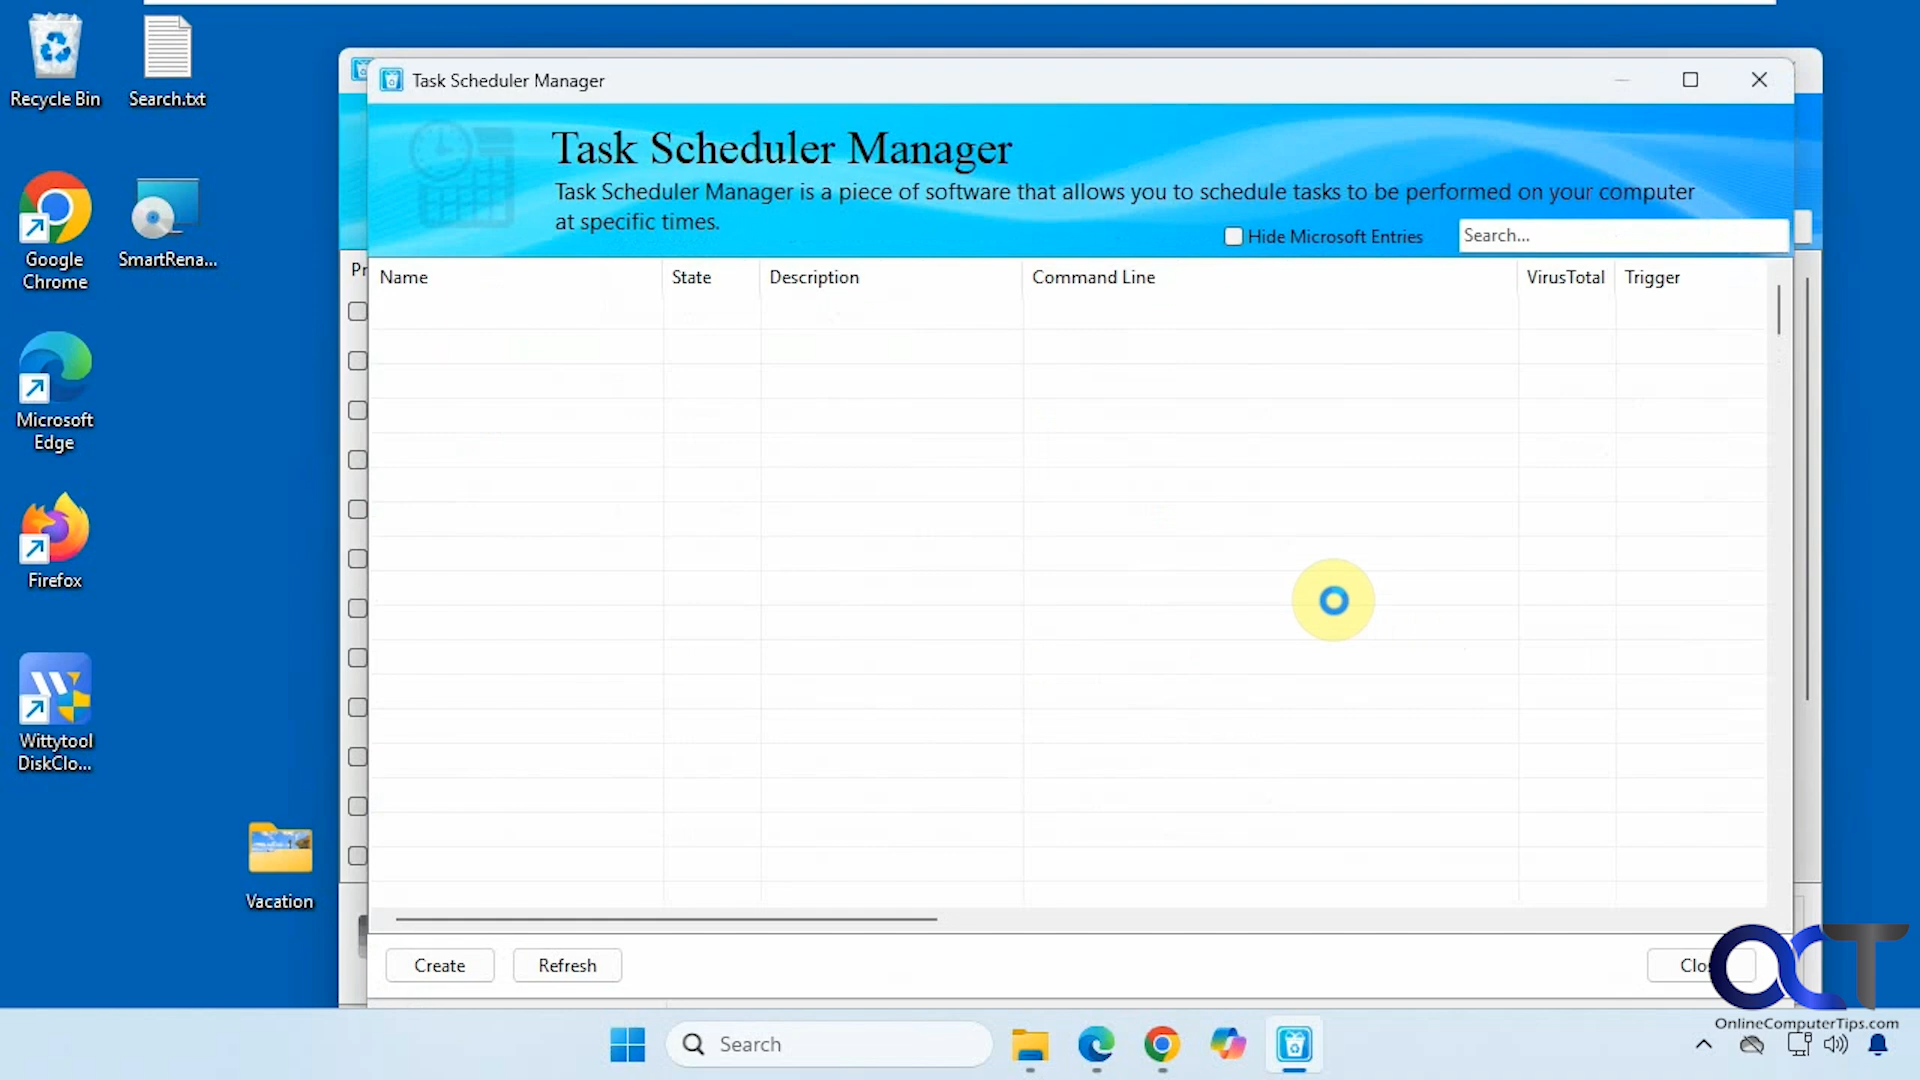 Recycle Bin
Search.txt
Google
Chrome
SmartRena...
Microsoft
Edge
Firefox
Wittytool
DiskClo...
Vacation
Task Scheduler Manager
Task Scheduler Manager
Task Scheduler Manager is a piece of software that allows you to schedule tasks to be performed on your computer
at specific times.
Hide Microsoft Entries
Search...
Pr
Name
State
Description
Command Line
VirusTotal
Trigger
Create
Refresh
Clo
OCT
OnlineComputerTips.com
Search